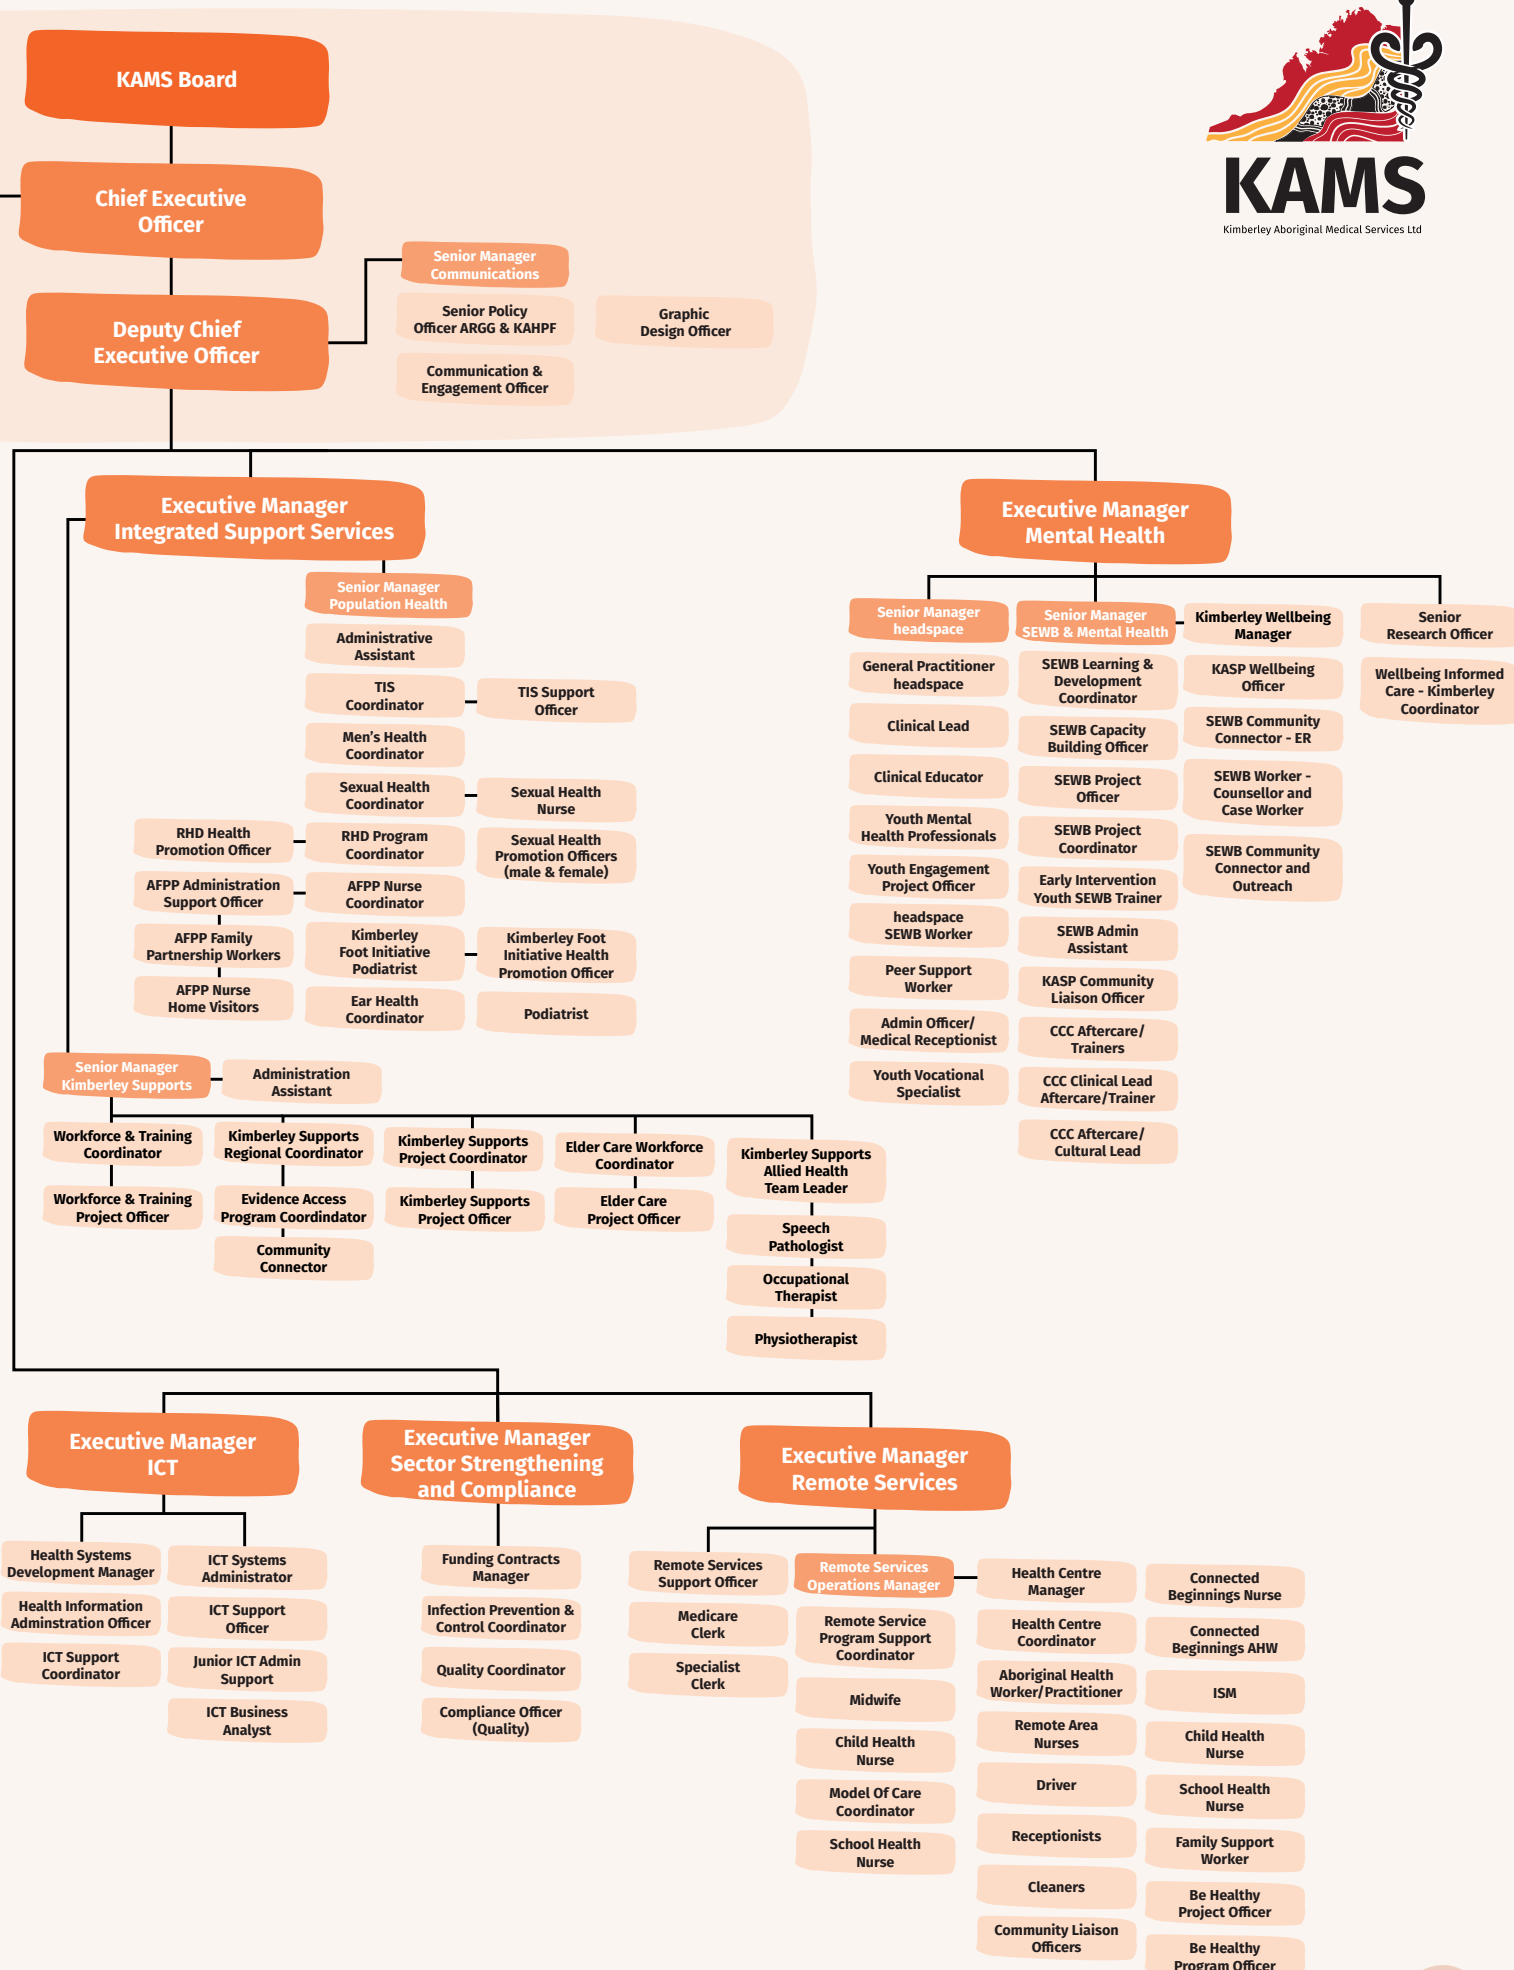 KAMS Board
KAMS
Kimberley Aboriginal Medical Services Ltd
Chief Executive
Officer
Deputy Chief
Executive Officer
Senior Manager
Communications
Senior Policy
Officer ARGG & KAHPF
Graphic
Design Officer
Communication &
Engagement Officer
Executive Manager
Integrated Support Services
Senior Manager
Population Health
Administrative
Assistant
TIS
Coordinator
TIS Support
Officer
Men's Health
Coordinator
Sexual Health
Coordinator
Sexual Health
Nurse
RHD Health
Promotion Officer
RHD Program
Coordinator
Sexual Health
Promotion Officers
(male & female)
AFPP Administration
Support Officer
AFPP Nurse
Coordinator
AFPP Family
Partnership Workers
Kimberley
Foot Initiative
Podiatrist
Kimberley Foot
Initiative Health
Promotion Officer
AFPP Nurse
Home Visitors
Ear Health
Coordinator
Podiatrist
Senior Manager
Kimberley Supports
Administration
Assistant
Workforce & Training
Coordinator
Workforce & Training
Project Officer
Kimberley Supports
Regional Coordinator
Evidence Access
Program Coordindator
Community
Connector
Kimberley Supports
Project Coordinator
Kimberley Supports
Project Officer
Elder Care Workforce
Coordinator
Elder Care
Project Officer
Kimberley Supports
Allied Health
Team Leader
Speech
Pathologist
Occupational
Therapist
Physiotherapist
Executive Manager
Mental Health
Senior Manager
headspace
General Practitioner
headspace
Clinical Lead
Clinical Educator
Youth Mental
Health Professionals
Youth Engagement
Project Officer
headspace
SEWB Worker
Peer Support
Worker
Admin Officer/
Medical Receptionist
Youth Vocational
Specialist
Senior Manager
SEWB & Mental Health
SEWB Learning &
Development
Coordinator
SEWB Capacity
Building Officer
SEWB Project
Officer
SEWB Project
Coordinator
Early Intervention
Youth SEWB Trainer
SEWB Admin
Assistant
KASP Community
Liaison Officer
CCC Aftercare/
Trainers
CCC Clinical Lead
Aftercare/Trainer
CCC Aftercare/
Cultural Lead
Kimberley Wellbeing
Manager
KASP Wellbeing
Officer
SEWB Community
Connector - ER
SEWB Worker -
Counsellor and
Case Worker
SEWB Community
Connector and
Outreach
Senior
Research Officer
Wellbeing Informed
Care - Kimberley
Coordinator
Executive Manager
ICT
Health Systems
Development Manager
Health Information
Adminstration Officer
ICT Support
Coordinator
ICT Systems
Administrator
ICT Support
Officer
Junior ICT Admin
Support
ICT Business
Analyst
Executive Manager
Sector Strengthening
and Compliance
Funding Contracts
Manager
Infection Prevention &
Control Coordinator
Quality Coordinator
Compliance Officer
(Quality)
Executive Manager
Remote Services
Remote Services
Support Officer
Medicare
Clerk
Specialist
Clerk
Remote Services
Operations Manager
Remote Service
Program Support
Coordinator
Midwife
Child Health
Nurse
Model Of Care
Coordinator
School Health
Nurse
Health Centre
Manager
Health Centre
Coordinator
Aboriginal Health
Worker/Practitioner
Remote Area
Nurses
Driver
Receptionists
Cleaners
Community Liaison
Officers
Connected
Beginnings Nurse
Connected
Beginnings AHW
ISM
Child Health
Nurse
School Health
Nurse
Family Support
Worker
Be Healthy
Project Officer
Be Healthy
Program Officer